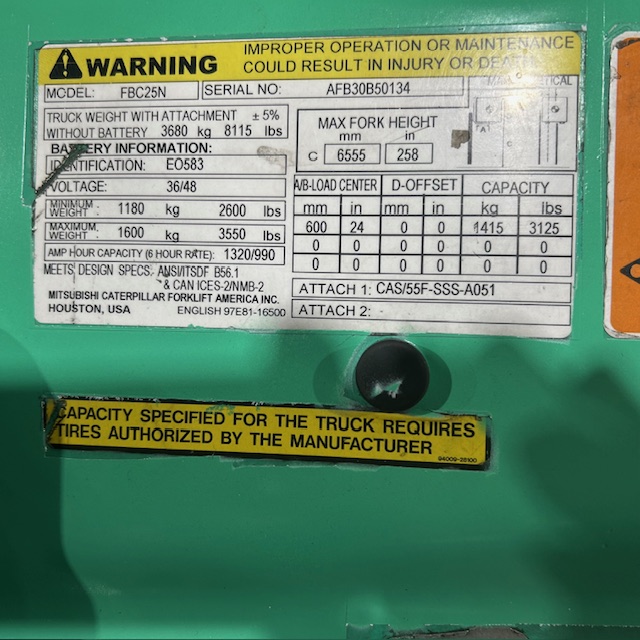 WARNING
IMPROPER OPERATION OR MAINTENANCE
COULD RESULT IN INJURY OR DEATH
MODEL: FBC25N
SERIAL NO: AFB30B50134
TRUCK WEIGHT WITH ATTACHMENT ± 5%
WITHOUT BATTERY 3680 kg 8115 lbs
BATTERY INFORMATION:
IDENTIFICATION: EO583
VOLTAGE: 36/48
MINIMUM WEIGHT 1180 kg 2600 lbs
MAXIMUM WEIGHT: 1600 kg 3550 lbs
AMP HOUR CAPACITY (6 HOUR RATE): 1320/990
MEETS DESIGN SPECS: ANSI/ITSDF B56.1
& CAN ICES-2/NMB-2
MITSUBISHI CATERPILLAR FORKLIFT AMERICA INC.
HOUSTON, USA ENGLISH 97E81-16500
MAX FORK HEIGHT
mm in
C 6555 258
A
A/B-LOAD CENTER D-OFFSET CAPACITY
mm in mm in kg lbs
600 24 0 0 1415 3125
0 0 0 0 0 0
0 0 0 0 0 0
ATTACH 1: CAS/55F-SSS-A051
ATTACH 2: -
CAPACITY SPECIFIED FOR THE TRUCK REQUIRES
TIRES AUTHORIZED BY THE MANUFACTURER
94009-26100